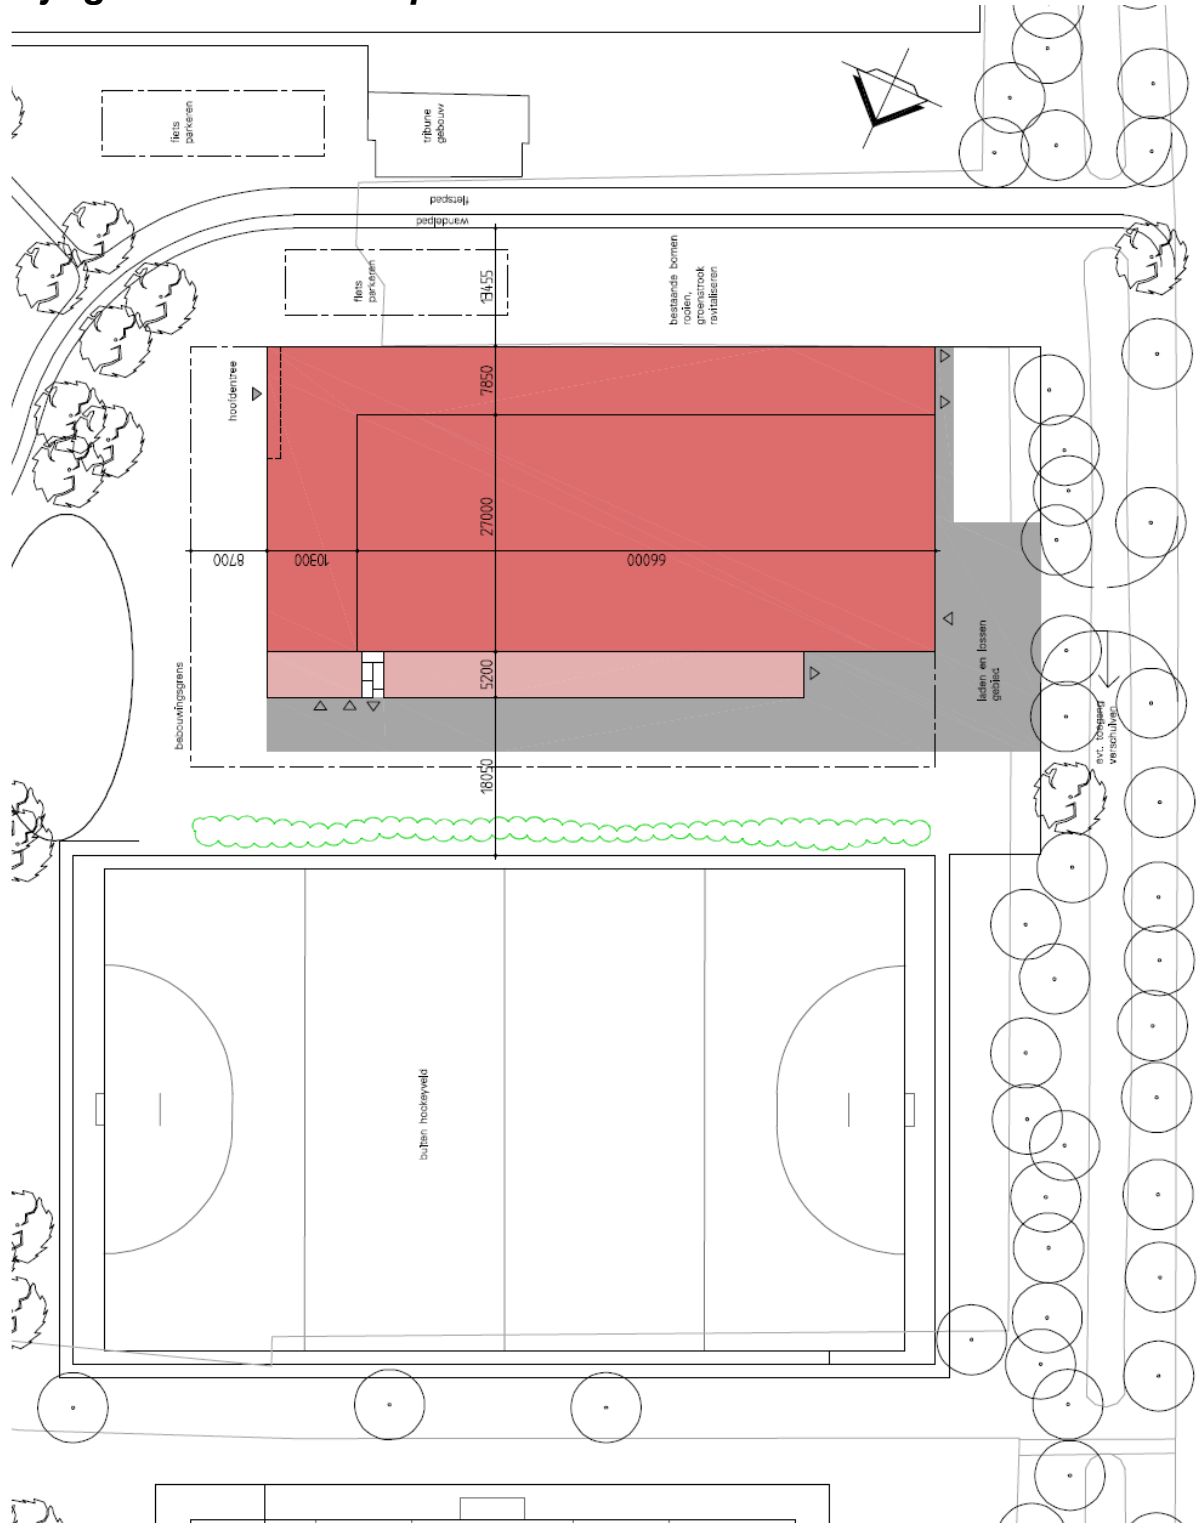 fiets
parkeren
tribune
gebouw
fietspad
wandelpad
fiets
parkeren
13455
bestaande bomen
rooien,
groenstrook
ravitaliseren
hoofdentree
7850
27000
8700
10300
66000
5200
bebouwingsgrens
laden en lossen
gebied
evt. toegang
verschuiven
18050
buiten hockeyveld